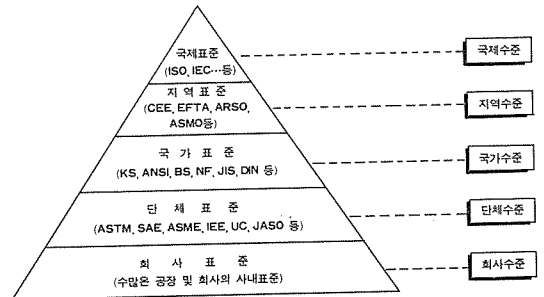 국제표준
(ISO, IEC…등)
국제수준
지역표준
(CEE, EFTA, ARSO,
ASMO등)
지역수준
국 가 표 준
(KS, ANSI, BS, NF, JIS, DIN 등)
국가수준
단 체 표 준
(ASTM, SAE, ASME, IEE, UC, JASO 등)
단체수준
회 사 표 준
(수많은 공장 및 회사의 사내표준)
회사수준